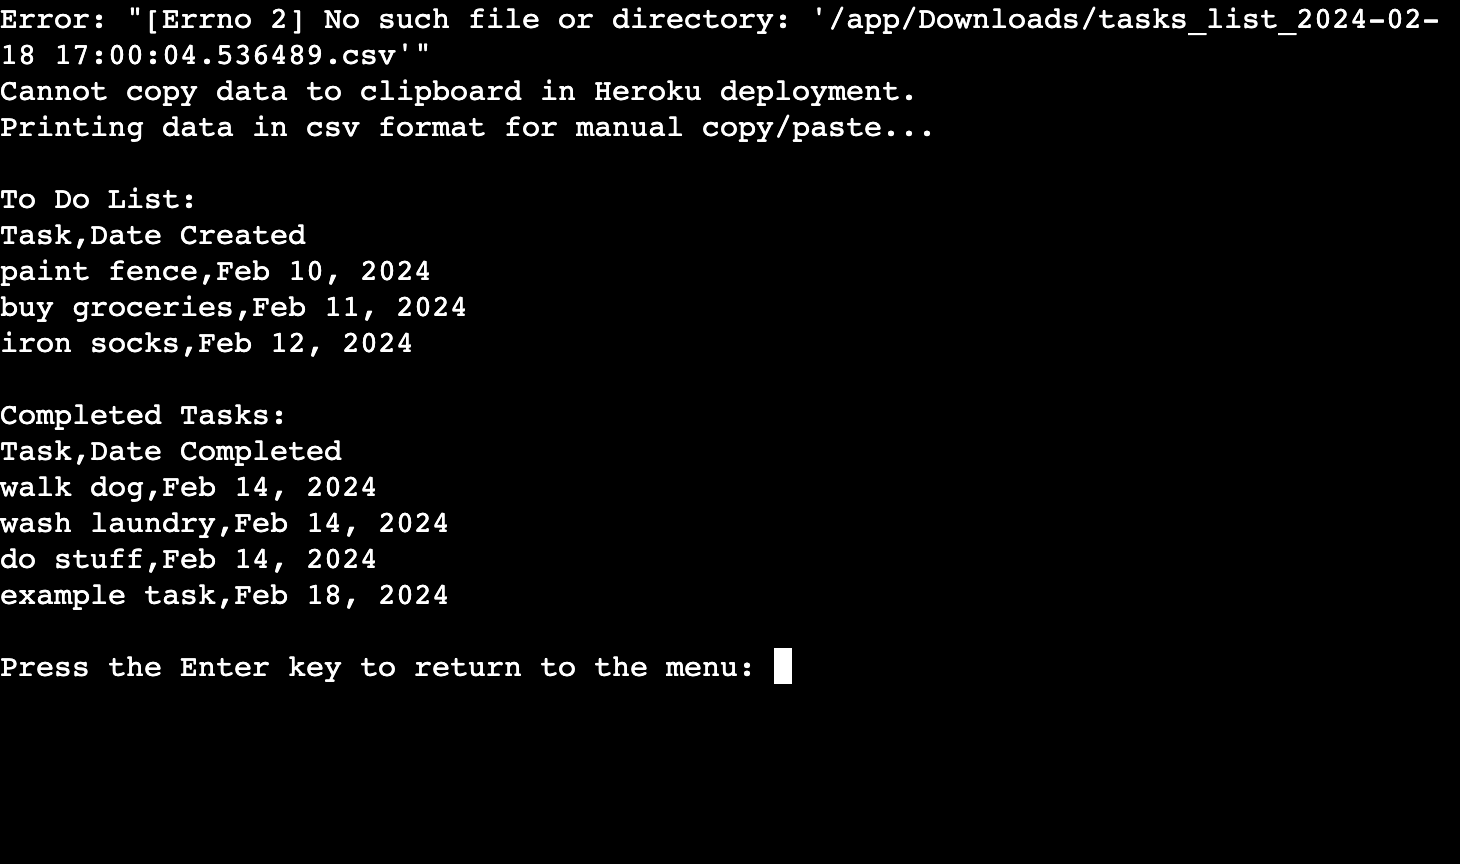 Error: "[Errno 2] No such file or directory: '/app/Downloads/tasks_list_2024-02-
18 17:00:04.536489.csv'"
Cannot copy data to clipboard in Heroku deployment.
Printing data in csv format for manual copy/paste...
To Do List:
Task,Date Created
paint fence,Feb 10, 2024
buy groceries,Feb 11, 2024
iron socks,Feb 12, 2024
Completed Tasks:
Task,Date Completed
walk dog,Feb 14, 2024
wash laundry,Feb 14, 2024
do stuff,Feb 14, 2024
example task,Feb 18, 2024
Press the Enter key to return to the menu: